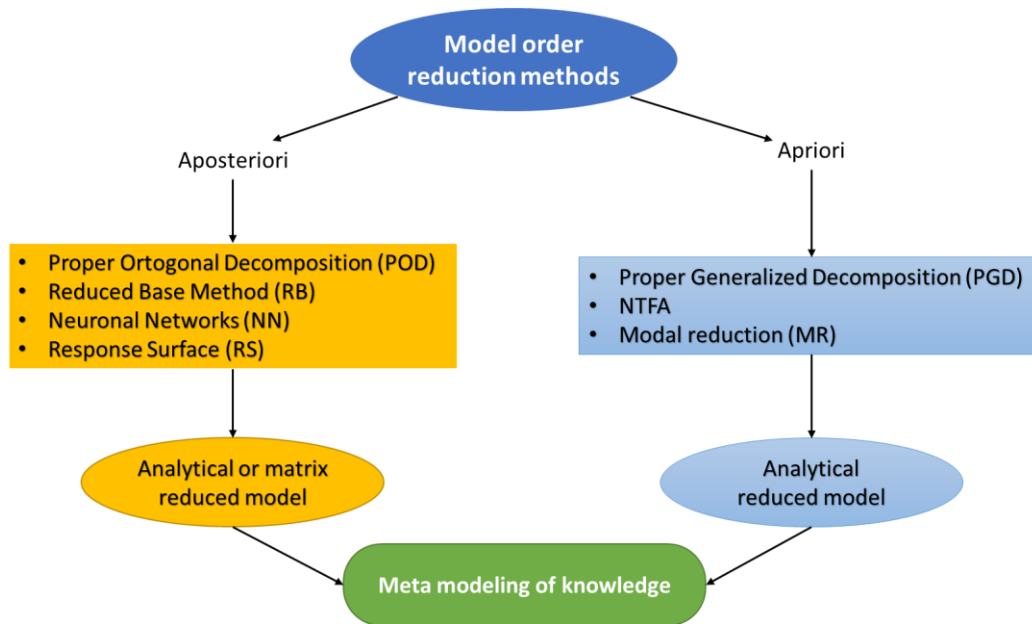 Model order
reduction methods
Aposteriori
Apriori
• Proper Ortogonal Decomposition (POD)
• Reduced Base Method (RB)
• Neuronal Networks (NN)
• Response Surface (RS)
• Proper Generalized Decomposition (PGD)
• NTFA
• Modal reduction (MR)
Analytical or matrix
reduced model
Analytical
reduced model
Meta modeling of knowledge